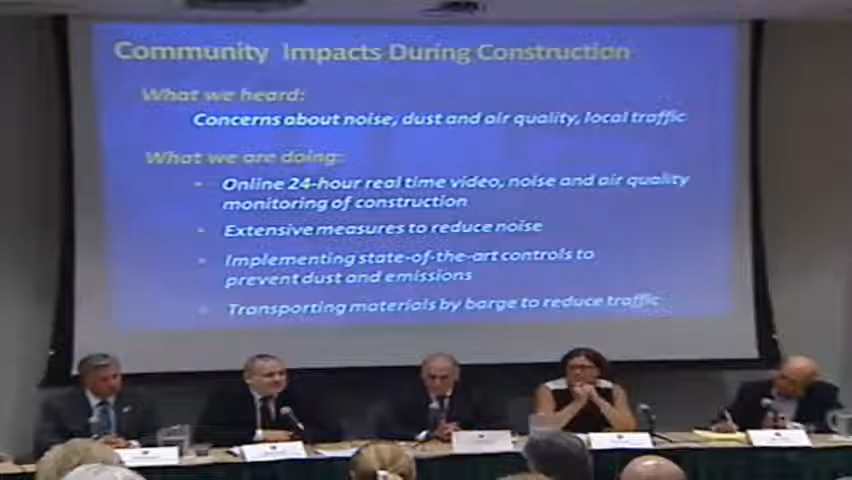 Community Impacts During Construction
What we heard:
Concerns about noise, dust and air quality, local traffic
What we are doing:
- Online 24-hour real time video, noise and air quality
monitoring of construction
- Extensive measures to reduce noise
- Implementing state-of-the-art controls to
prevent dust and emissions
- Transporting materials by barge to reduce traffic